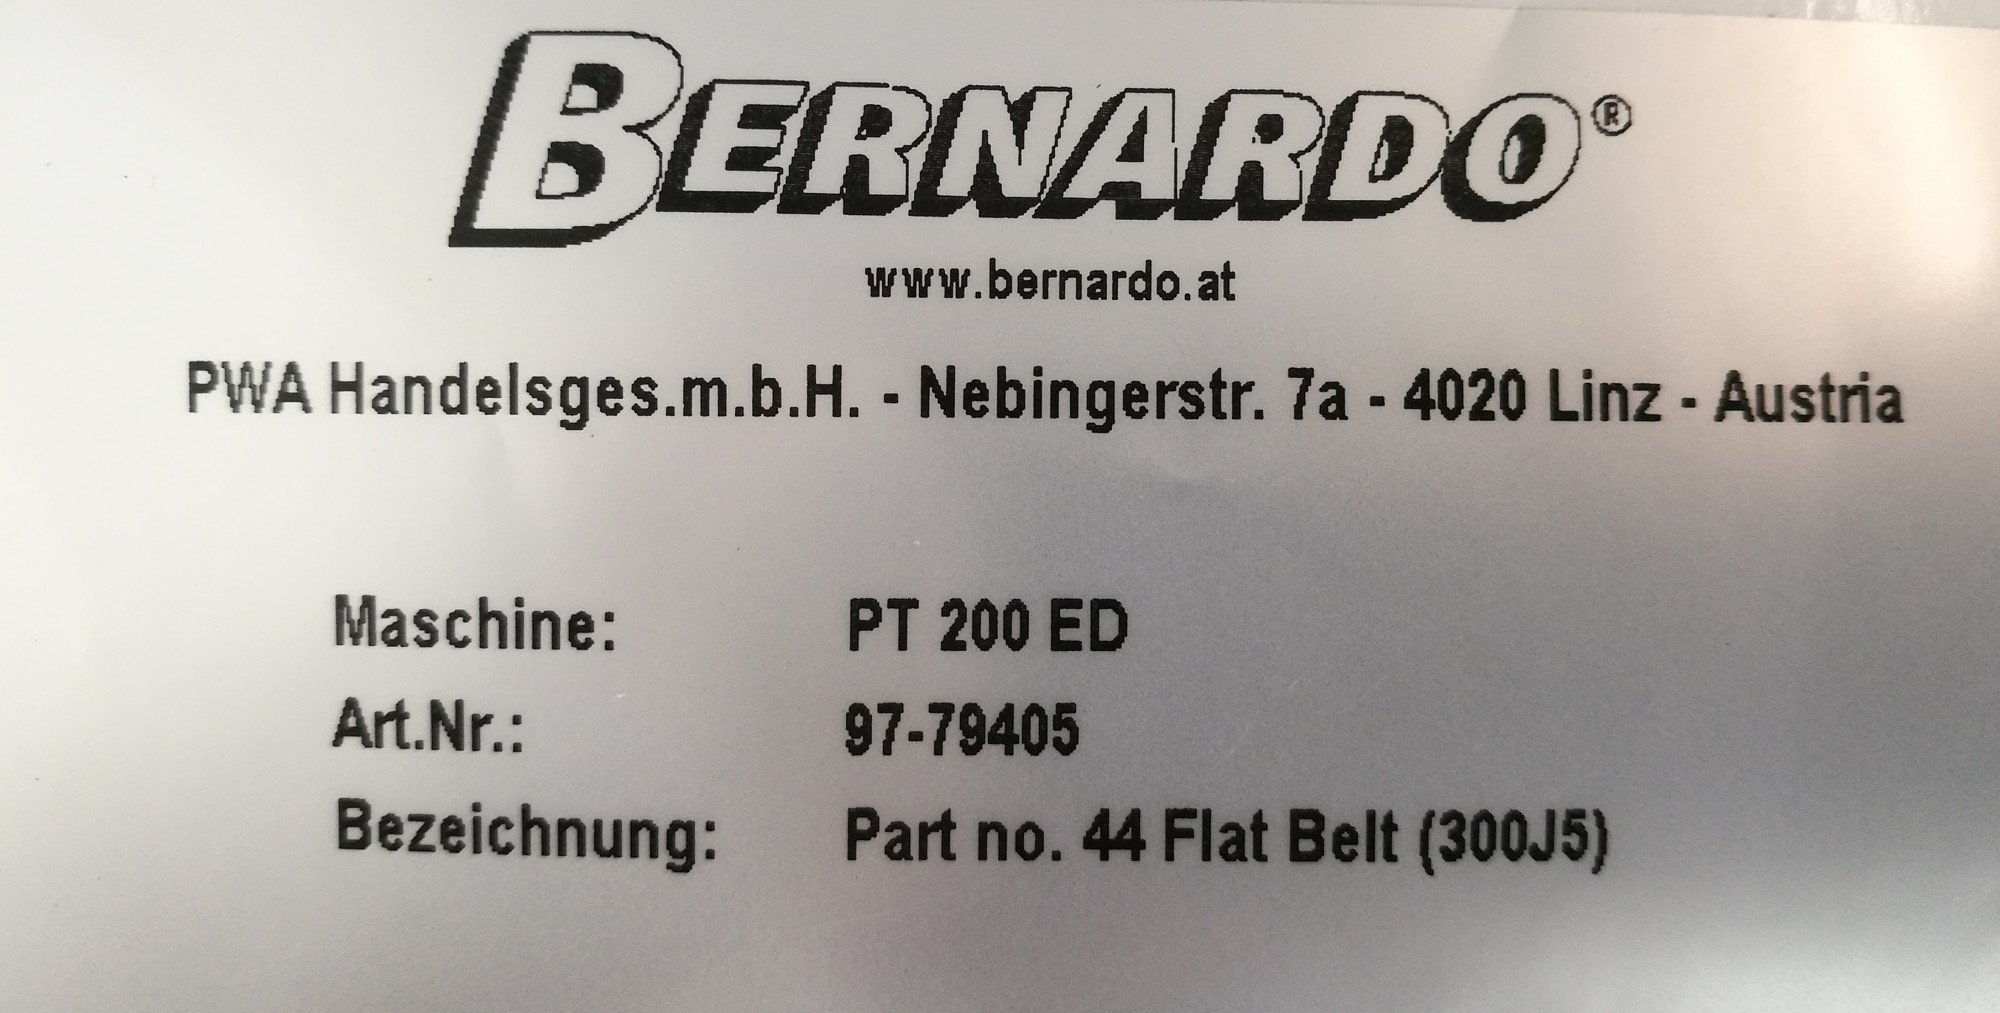 BERNARDO®
www.bernardo.at
PWA Handelsges.m.b.H. - Nebingerstr. 7a - 4020 Linz - Austria
Maschine: PT 200 ED
Art.Nr.: 97-79405
Bezeichnung: Part no. 44 Flat Belt (300J5)